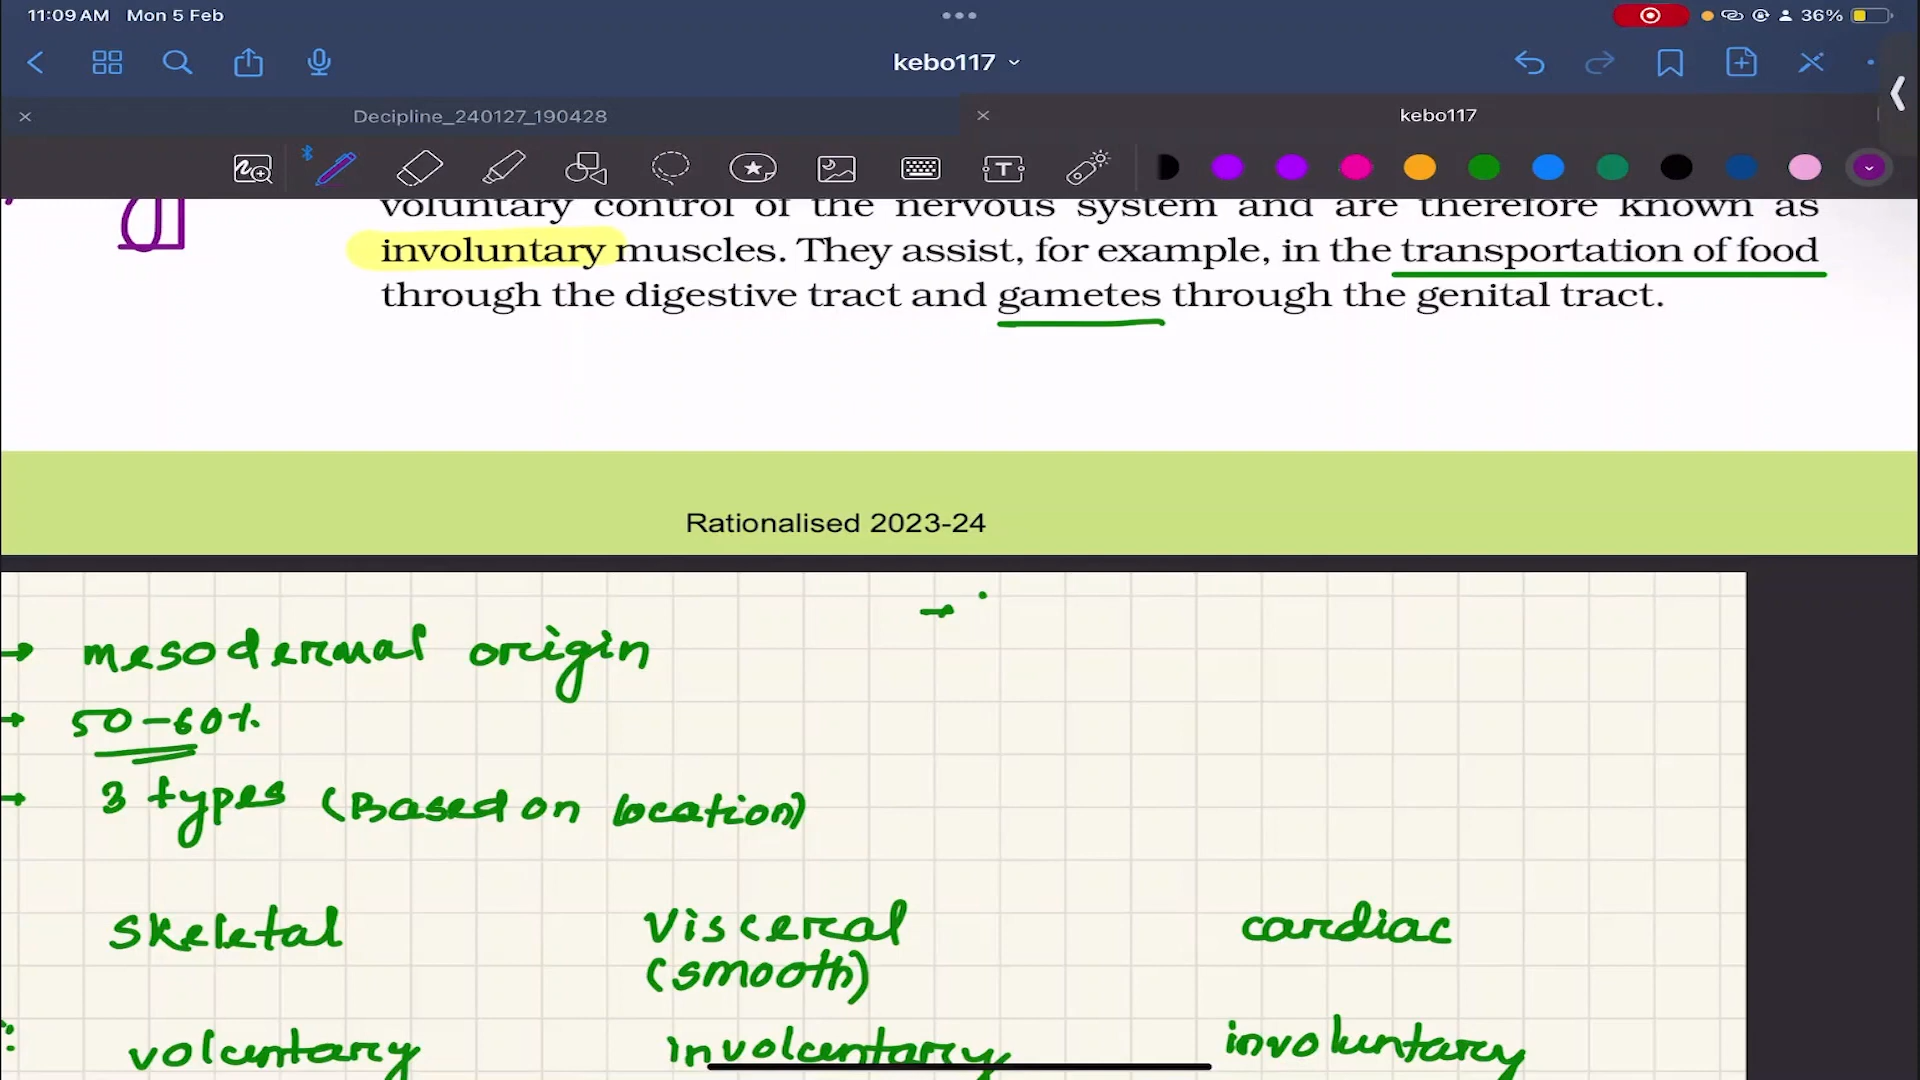 11:09 AM Mon 5 Feb
36%
kebo117
Decipline_240127_190428
kebo117
voluntary control of the nervous system and are therefore known as
involuntary muscles. They assist, for example, in the transportation of food
through the digestive tract and gametes through the genital tract.
Rationalised 2023-24
→ mesodermal origin
→ 50-60%
→ 3 types (Based on location)
skeletal visceral cardiac
(smooth)
voluntary involuntary involuntary